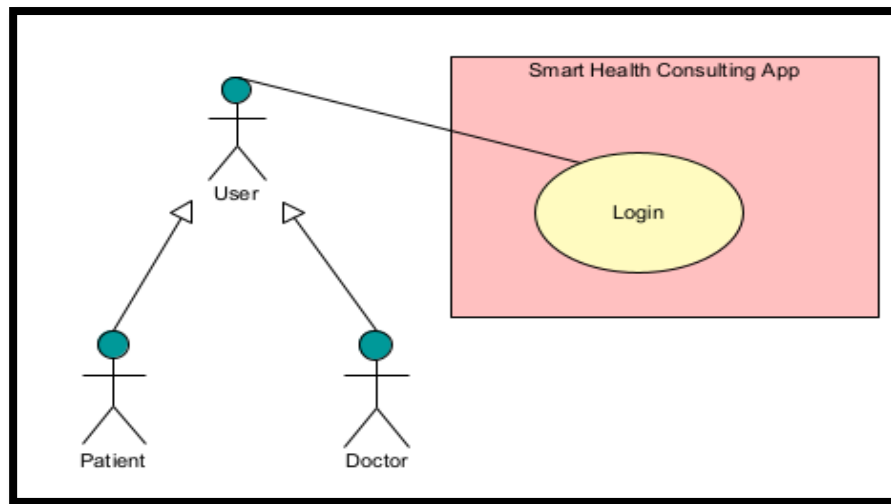 Smart Health Consulting App
User
Login
Patient
Doctor